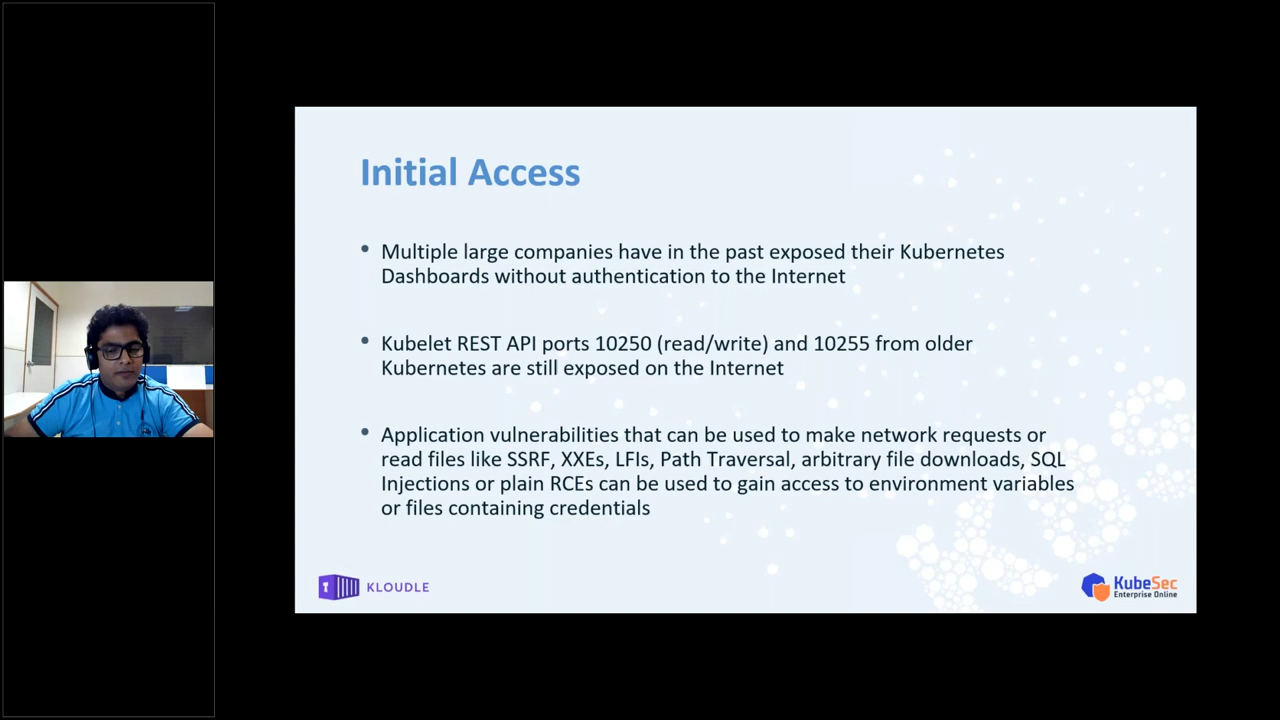 Initial Access
• Multiple large companies have in the past exposed their Kubernetes
Dashboards without authentication to the Internet
• Kubelet REST API ports 10250 (read/write) and 10255 from older
Kubernetes are still exposed on the Internet
• Application vulnerabilities that can be used to make network requests or
read files like SSRF, XXEs, LFIs, Path Traversal, arbitrary file downloads, SQL
Injections or plain RCEs can be used to gain access to environment variables
or files containing credentials
KLOUDLE
KubeSec
Enterprise Online